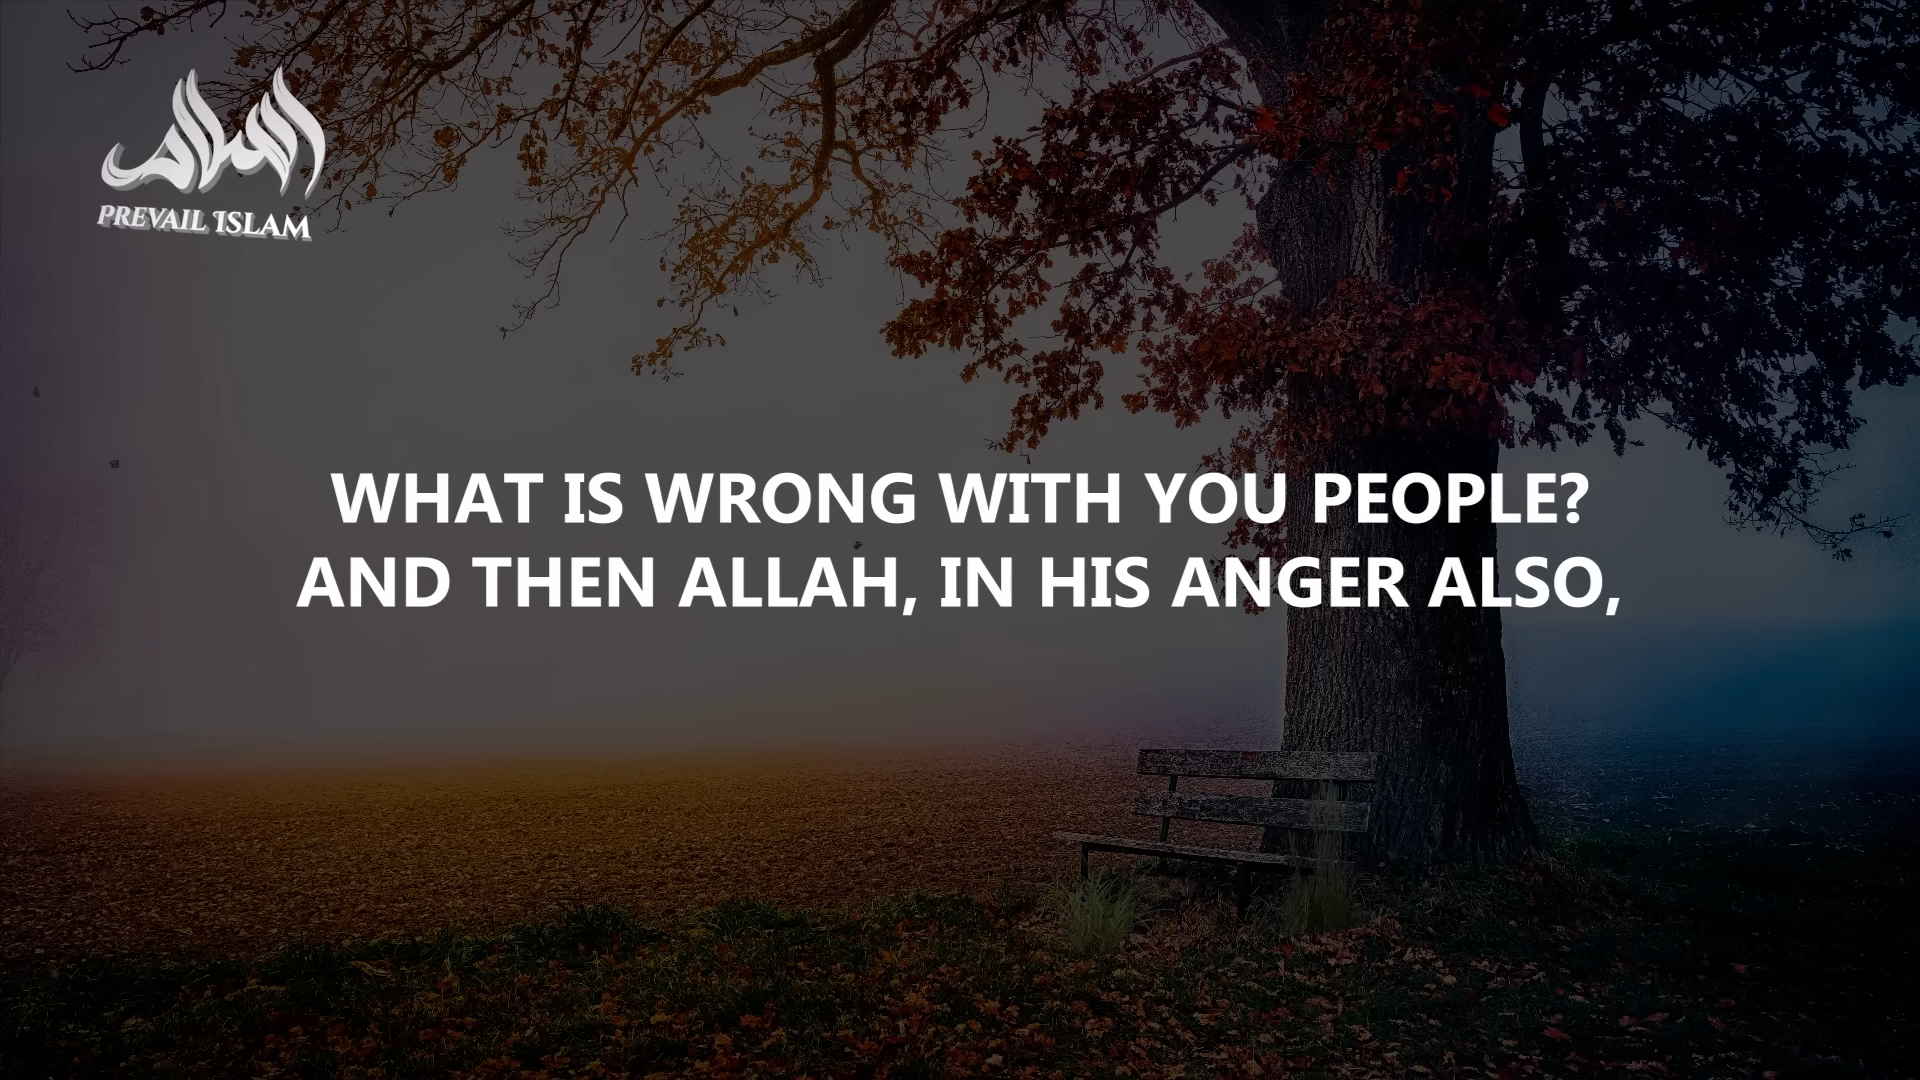 PREVAIL ISLAM
WHAT IS WRONG WITH YOU PEOPLE?
AND THEN ALLAH, IN HIS ANGER ALSO,